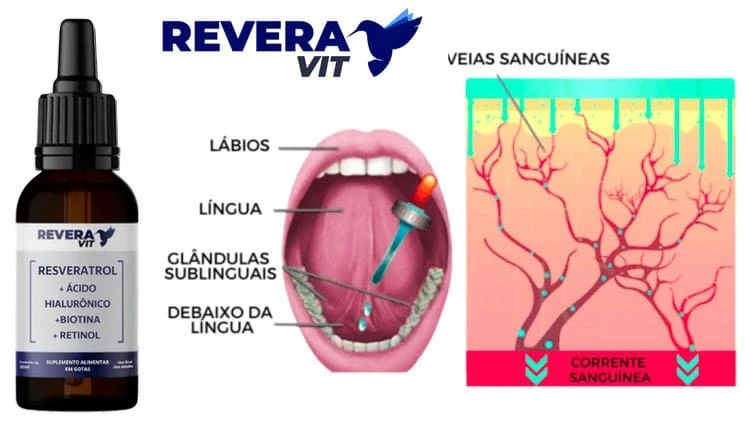 REVERA
VIT
VEIAS SANGUÍNEAS
LÁBIOS
LÍNGUA
GLÂNDULAS
SUBLINGUAIS
DEBAIXO DA
LÍNGUA
CORRENTE
SANGUÍNEA
REVERA
VIT
RESVERATROL
+ ÁCIDO
HIALURÔNICO
+BIOTINA
+ RETINOL
SUPLEMENTO ALIMENTAR
EM GOTAS